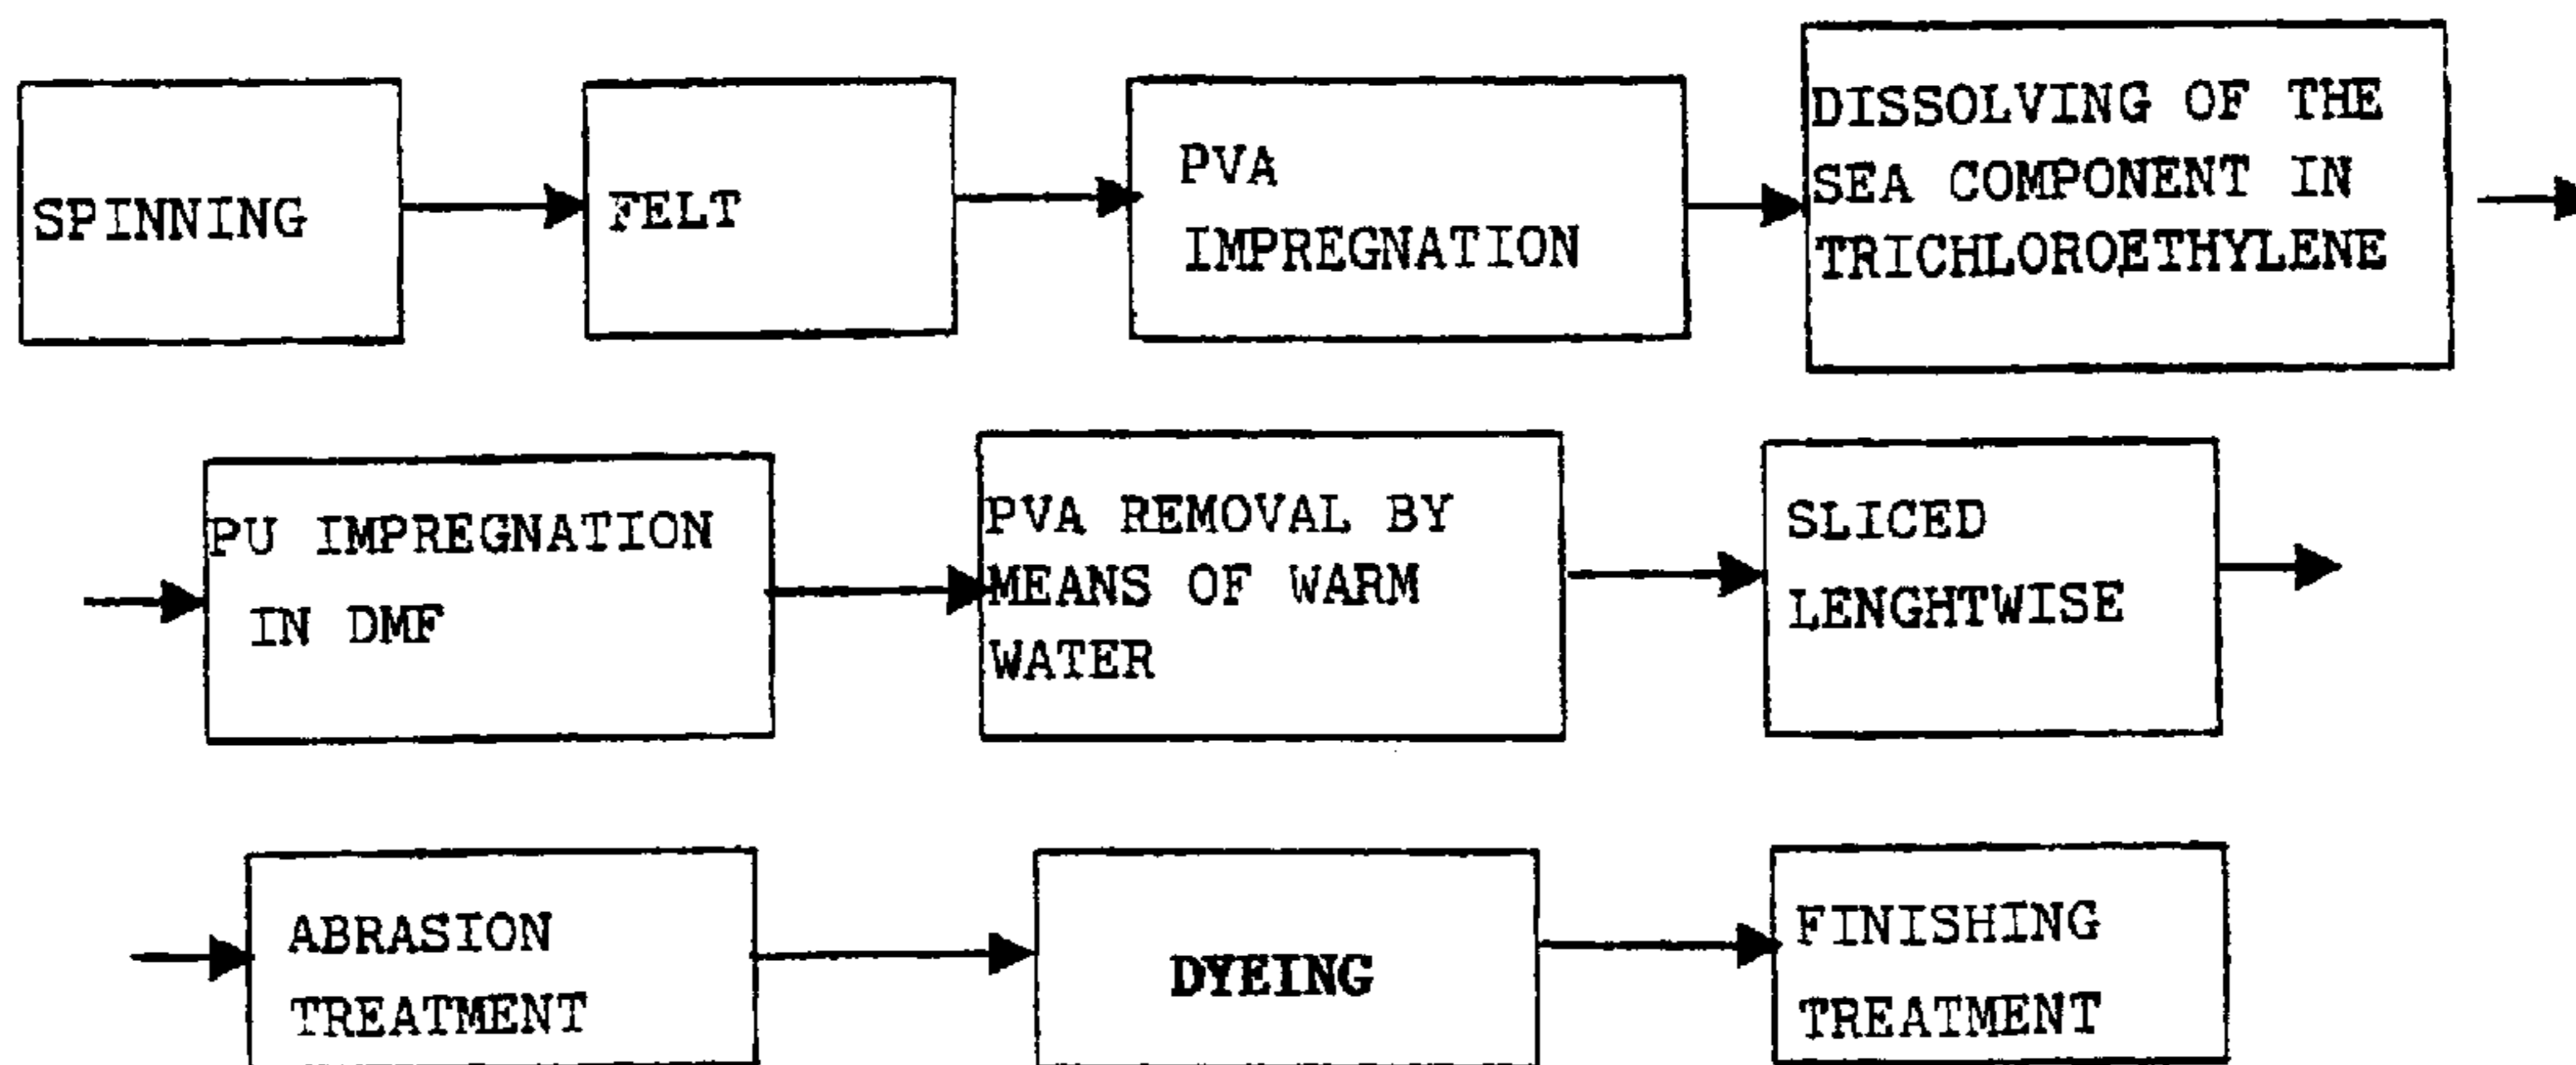 SPINNING
FELT
PVA
IMPREGNATION
DISSOLVING OF THE
SEA COMPONENT IN
TRICHLOROETHYLENE
PU IMPREGNATION
IN DMF
PVA REMOVAL BY
MEANS OF WARM
WATER
SLICED
LENGHTWISE
ABRASION
TREATMENT
DYEING
FINISHING
TREATMENT